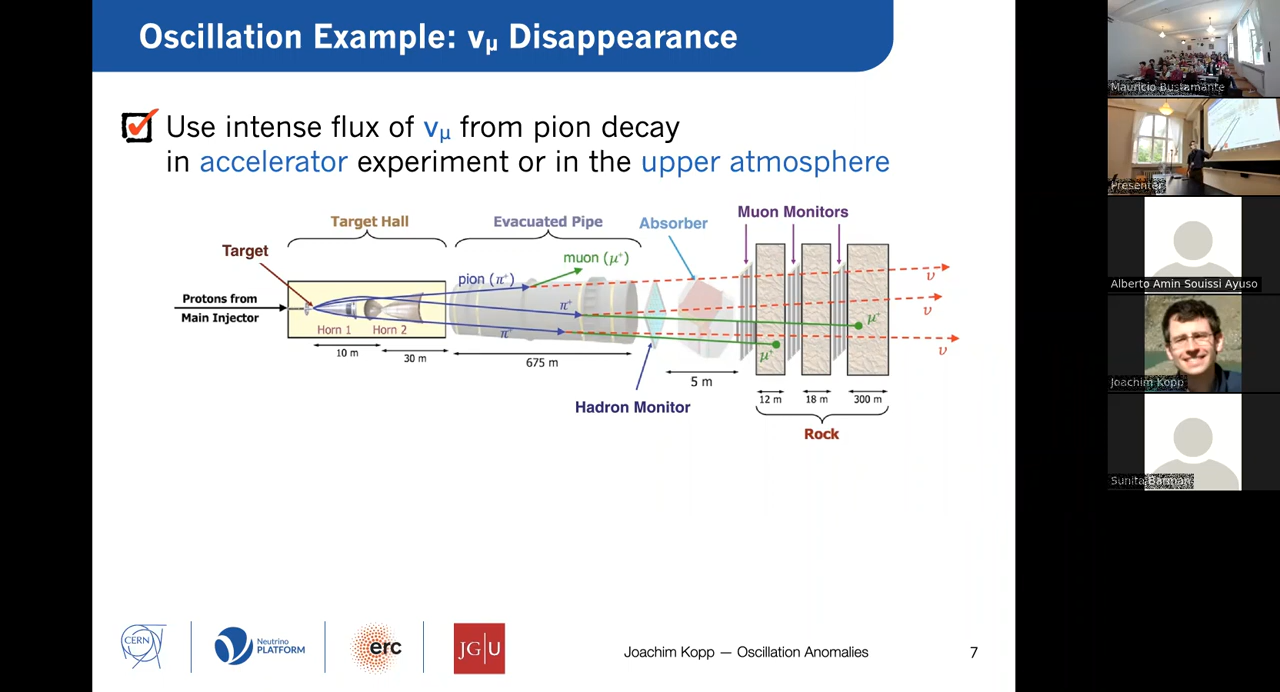 Oscillation Example: νμ Disappearance
Use intense flux of νμ from pion decay
in accelerator experiment or in the upper atmosphere
Target Hall
Evacuated Pipe
Absorber
Muon Monitors
Target
muon (μ+)
pion (π+)
ν
Protons from
Main Injector
π+
ν
Horn 1
Horn 2
π+
μ+
μ+
ν
10 m
30 m
675 m
5 m
12 m
18 m
300 m
Hadron Monitor
Rock
CERN
Neutrino
PLATFORM
erc
JG|U
Joachim Kopp — Oscillation Anomalies
7
Mauricio Bustamante
Presenter
Alberto Amin Souissi Ayuso
Joachim Kopp
Sunita Barman